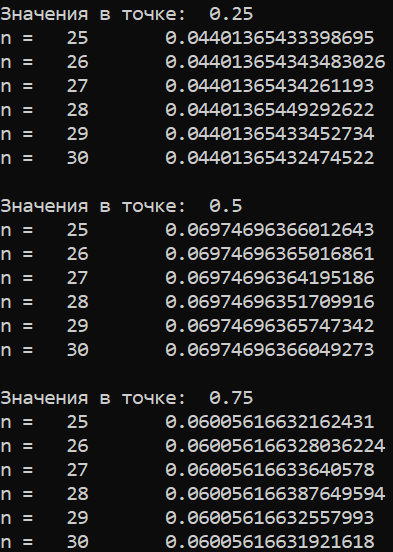 Значения в точке:  0.25
n =   25      0.04401365433398695
n =   26      0.044013654343483026
n =   27      0.04401365434261193
n =   28      0.04401365449292622
n =   29      0.04401365433452734
n =   30      0.04401365432474522

Значения в точке:  0.5
n =   25      0.06974696366012643
n =   26      0.06974696365016861
n =   27      0.06974696364195186
n =   28      0.06974696351709916
n =   29      0.06974696365747342
n =   30      0.06974696366049273

Значения в точке:  0.75
n =   25      0.06005616632162431
n =   26      0.060056166328036224
n =   27      0.06005616633640578
n =   28      0.060056166387649594
n =   29      0.06005616632557993
n =   30      0.06005616631921618